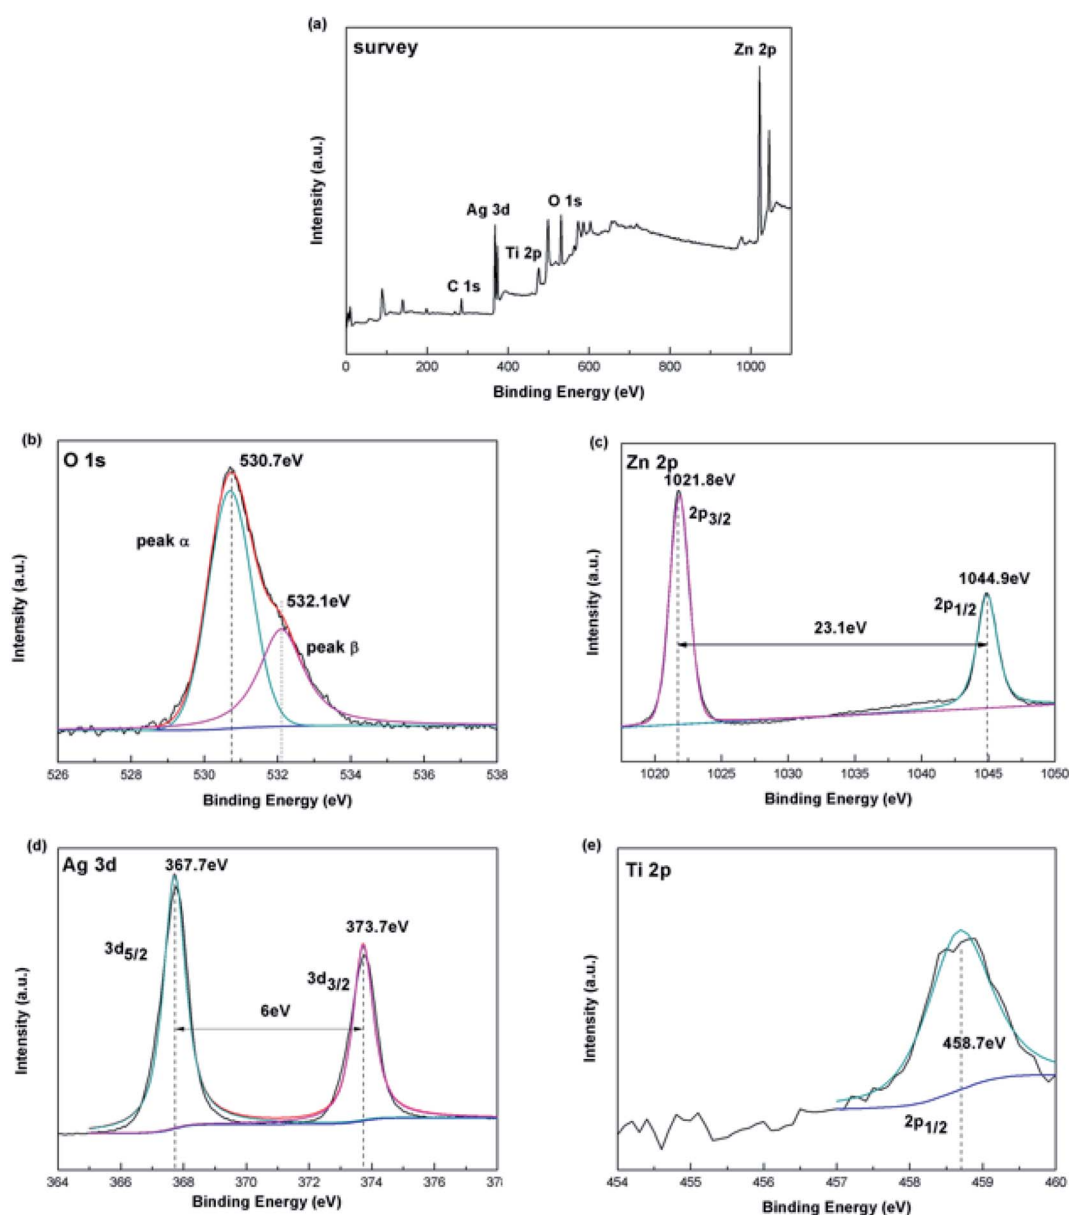 (a)
survey
Zn 2p
Ag 3d
O 1s
Ti 2p
C 1s
Intensity (a.u.)
0 200 400 600 800 1000
Binding Energy (eV)
(b)
O 1s
530.7eV
peak α
532.1eV
peak β
Intensity (a.u.)
526 528 530 532 534 536 538
Binding Energy (eV)
(c)
Zn 2p
1021.8eV
2p3/2
1044.9eV
2p1/2
23.1eV
Intensity (a.u.)
1020 1025 1030 1035 1040 1045 1050
Binding Energy (eV)
(d)
Ag 3d
367.7eV
373.7eV
3d5/2
3d3/2
6eV
Intensity (a.u.)
364 366 368 370 372 374 376
Binding Energy (eV)
(e)
Ti 2p
458.7eV
2p1/2
Intensity (a.u.)
454 455 456 457 458 459 460
Binding Energy (eV)